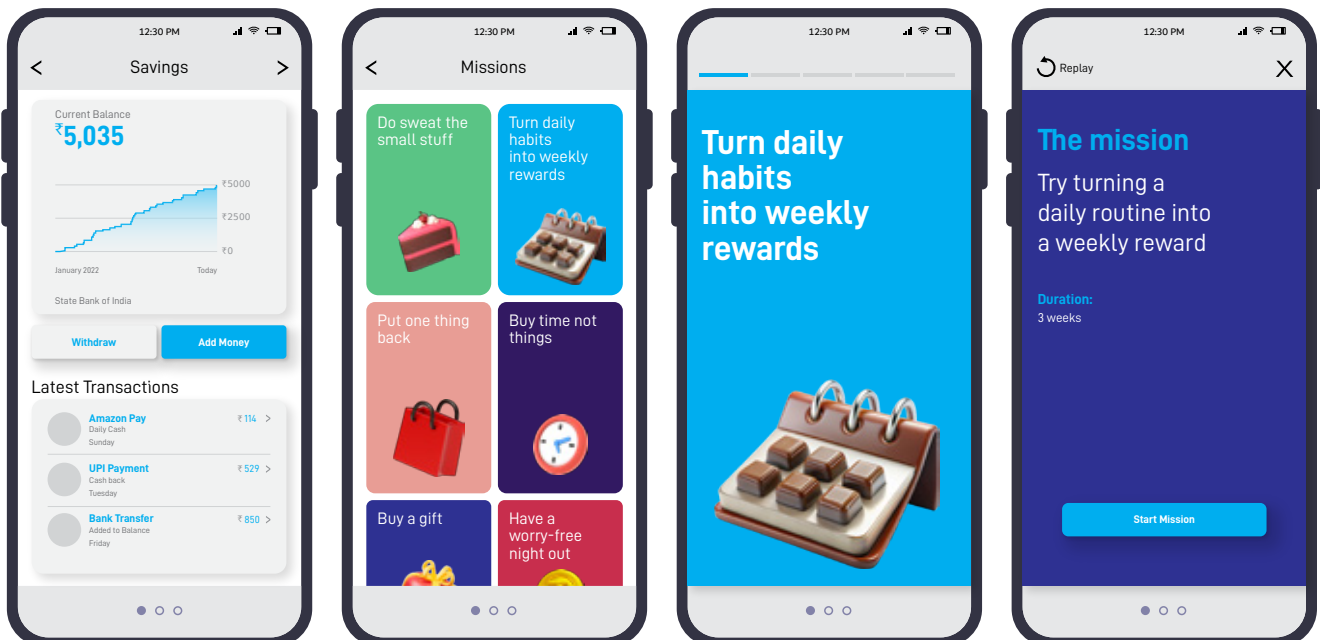 12:30 PM
Savings
Current Balance
₹5,035
₹5000
₹2500
₹0
January 2022 Today
State Bank of India
Withdraw Add Money
Latest Transactions
Amazon Pay ₹ 114
Daily Cash
Sunday
UPI Payment ₹ 529
Cash back
Tuesday
Bank Transfer ₹ 850
Added to Balance
Friday
12:30 PM
Missions
Do sweat the
small stuff
Turn daily
habits
into weekly
rewards
Put one thing
back
Buy time not
things
Buy a gift
Have a
worry-free
night out
12:30 PM
Turn daily
habits
into weekly
rewards
12:30 PM
Replay
The mission
Try turning a
daily routine into
a weekly reward
Duration:
3 weeks
Start Mission